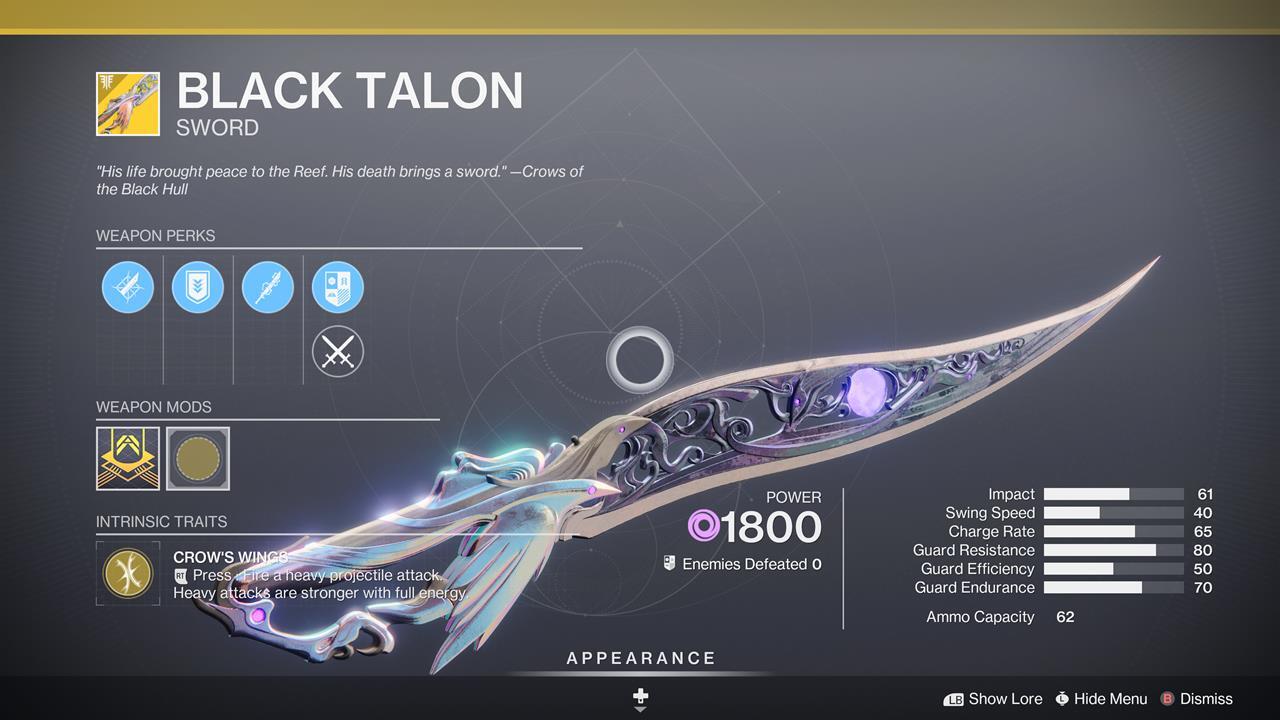 BLACK TALON
SWORD
"His life brought peace to the Reef. His death brings a sword." —Crows of
the Black Hull
WEAPON PERKS
WEAPON MODS
INTRINSIC TRAITS
CROW'S WINGS
RT Press : Fire a heavy projectile attack.
Heavy attacks are stronger with full energy.
POWER
1800
Enemies Defeated 0
Impact 61
Swing Speed 40
Charge Rate 65
Guard Resistance 80
Guard Efficiency 50
Guard Endurance 70
Ammo Capacity 62
APPEARANCE
LB Show Lore L Hide Menu B Dismiss